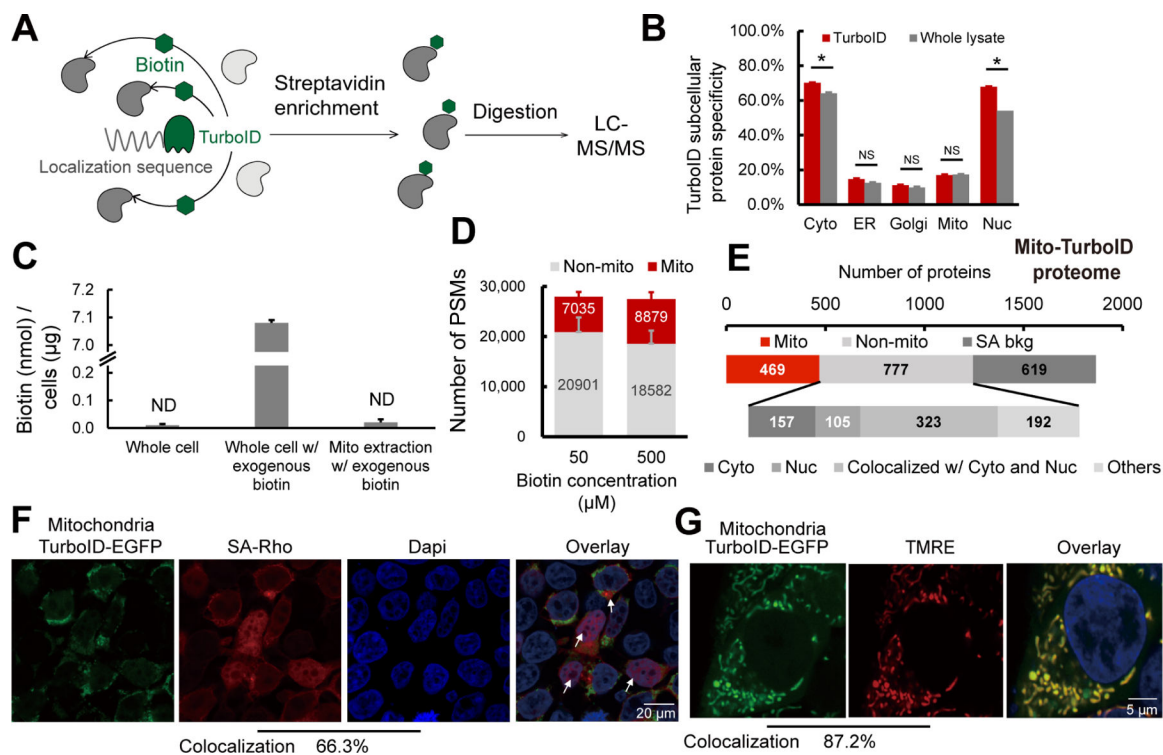 A
Biotin
TurboID
Localization sequence
Streptavidin
enrichment
Digestion
LC-
MS/MS
B
TurboID
Whole lysate
TurboID subcellular
protein specificity
100.0%
80.0%
60.0%
40.0%
20.0%
0.0%
*
NS
NS
NS
*
Cyto
ER
Golgi
Mito
Nuc
C
Biotin (nmol) /
cells (μg)
7.2
7.1
7.0
0.2
0.1
0.0
ND
ND
Whole cell
Whole cell w/
exogenous
biotin
Mito extraction
w/ exogenous
biotin
D
Non-mito
Mito
Number of PSMs
30,000
20,000
10,000
0
7035
8879
20901
18582
50
500
Biotin concentration
(μM)
E
Mito-TurboID
proteome
Number of proteins
0
500
1000
1500
2000
Mito
Non-mito
SA bkg
469
777
619
157
105
323
192
Cyto
Nuc
Colocalized w/ Cyto and Nuc
Others
F
Mitochondria
TurboID-EGFP
SA-Rho
Dapi
Overlay
20 μm
Colocalization 66.3%
G
Mitochondria
TurboID-EGFP
TMRE
Overlay
5 μm
Colocalization 87.2%